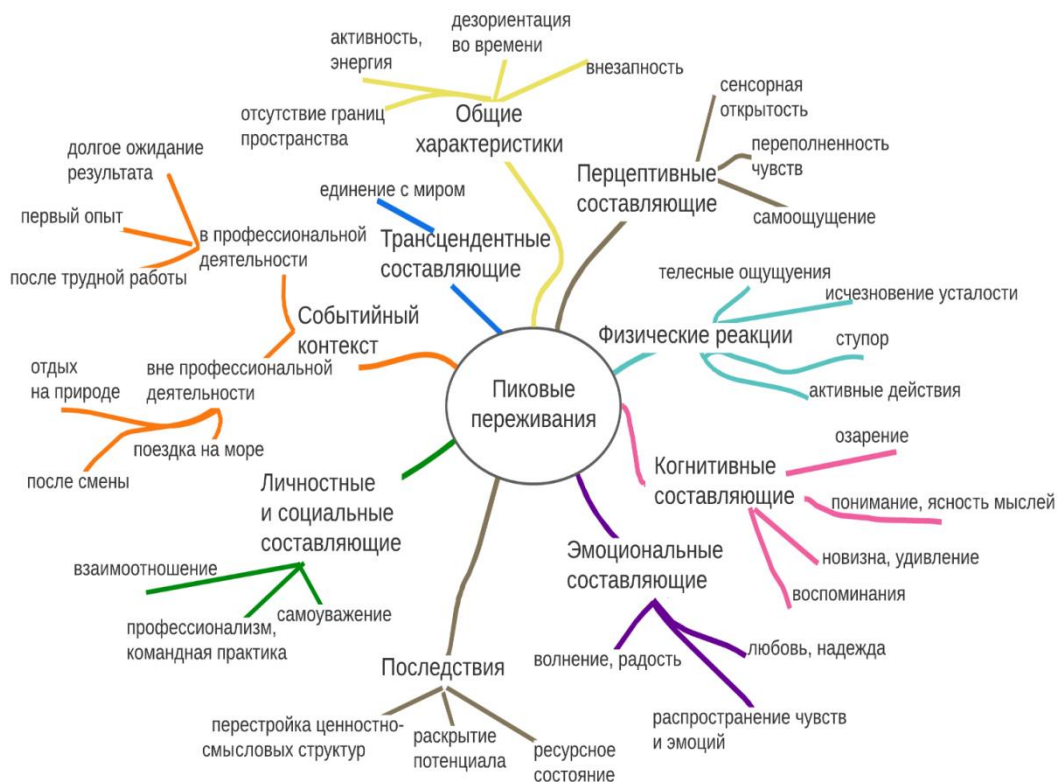 Пиковые
переживания
Общие
характеристики
активность,
энергия
дезориентация
во времени
внезапность
отсутствие границ
пространства
Перцептивные
составляющие
сенсорная
открытость
переполненность
чувств
самоощущение
Физические реакции
телесные ощущуения
исчезновение усталости
ступор
активные действия
Когнитивные
составляющие
озарение
понимание, ясность мыслей
новизна, удивление
воспоминания
Эмоциональные
составляющие
волнение, радость
любовь, надежда
распространение чувств
и эмоций
Последствия
перестройка ценностно-
смысловых структур
раскрытие
потенциала
ресурсное
состояние
Личностные
и социальные
составляющие
взаимоотношение
профессионализм,
командная практика
самоуважение
Событийный
контекст
в профессиональной
деятельности
долгое ожидание
результата
первый опыт
после трудной работы
вне профессиональной
деятельности
отдых
на природе
поездка на море
после смены
Трансцендентные
составляющие
единение с миром